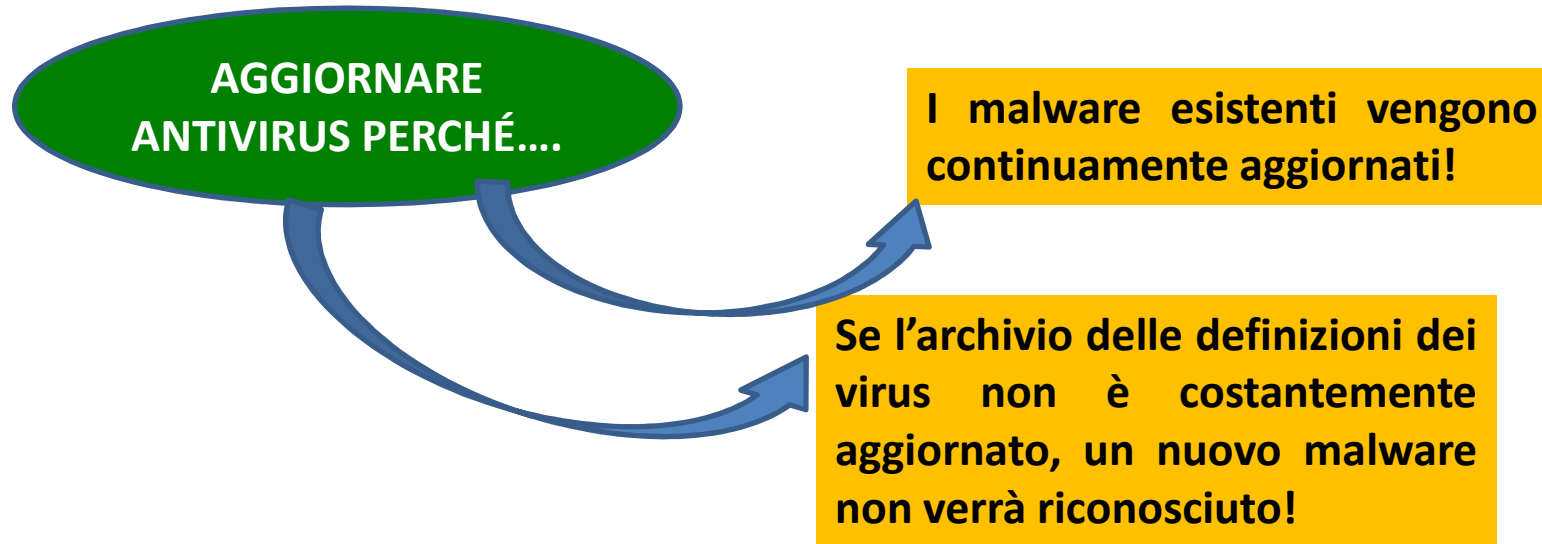 AGGIORNARE
ANTIVIRUS PERCHÉ….
I malware esistenti vengono
continuamente aggiornati!
Se l’archivio delle definizioni dei
virus non è costantemente
aggiornato, un nuovo malware
non verrà riconosciuto!